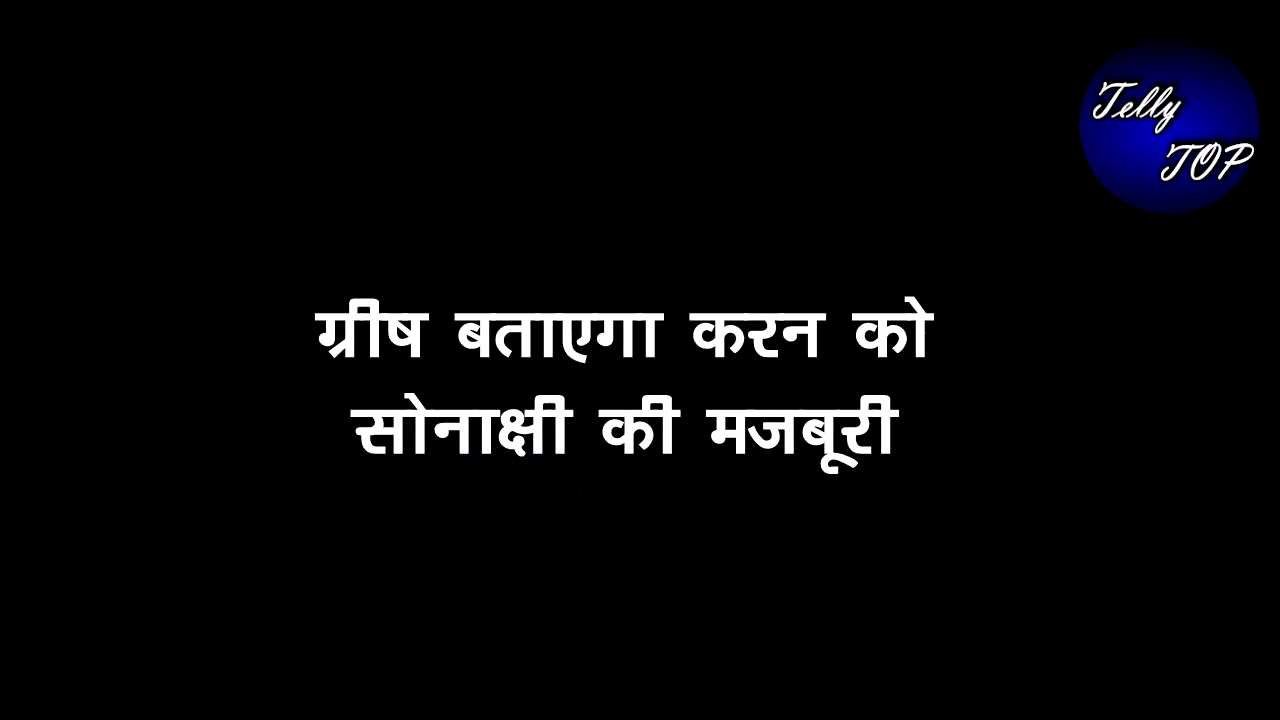 Telly
TOP
ग्रीष बताएगा करन को
सोनाक्षी की मजबूरी